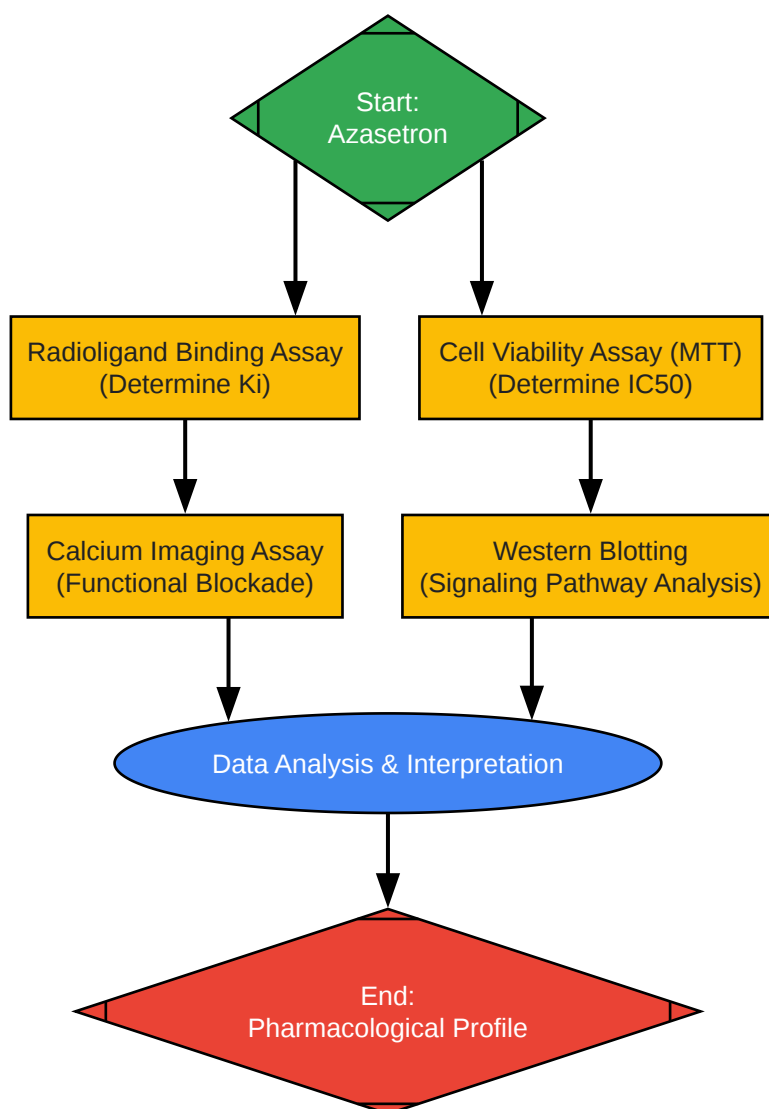 Start:
Azasetron
Radioligand Binding Assay
(Determine Ki)
Cell Viability Assay (MTT)
(Determine IC50)
Calcium Imaging Assay
(Functional Blockade)
Western Blotting
(Signaling Pathway Analysis)
Data Analysis & Interpretation
End:
Pharmacological Profile